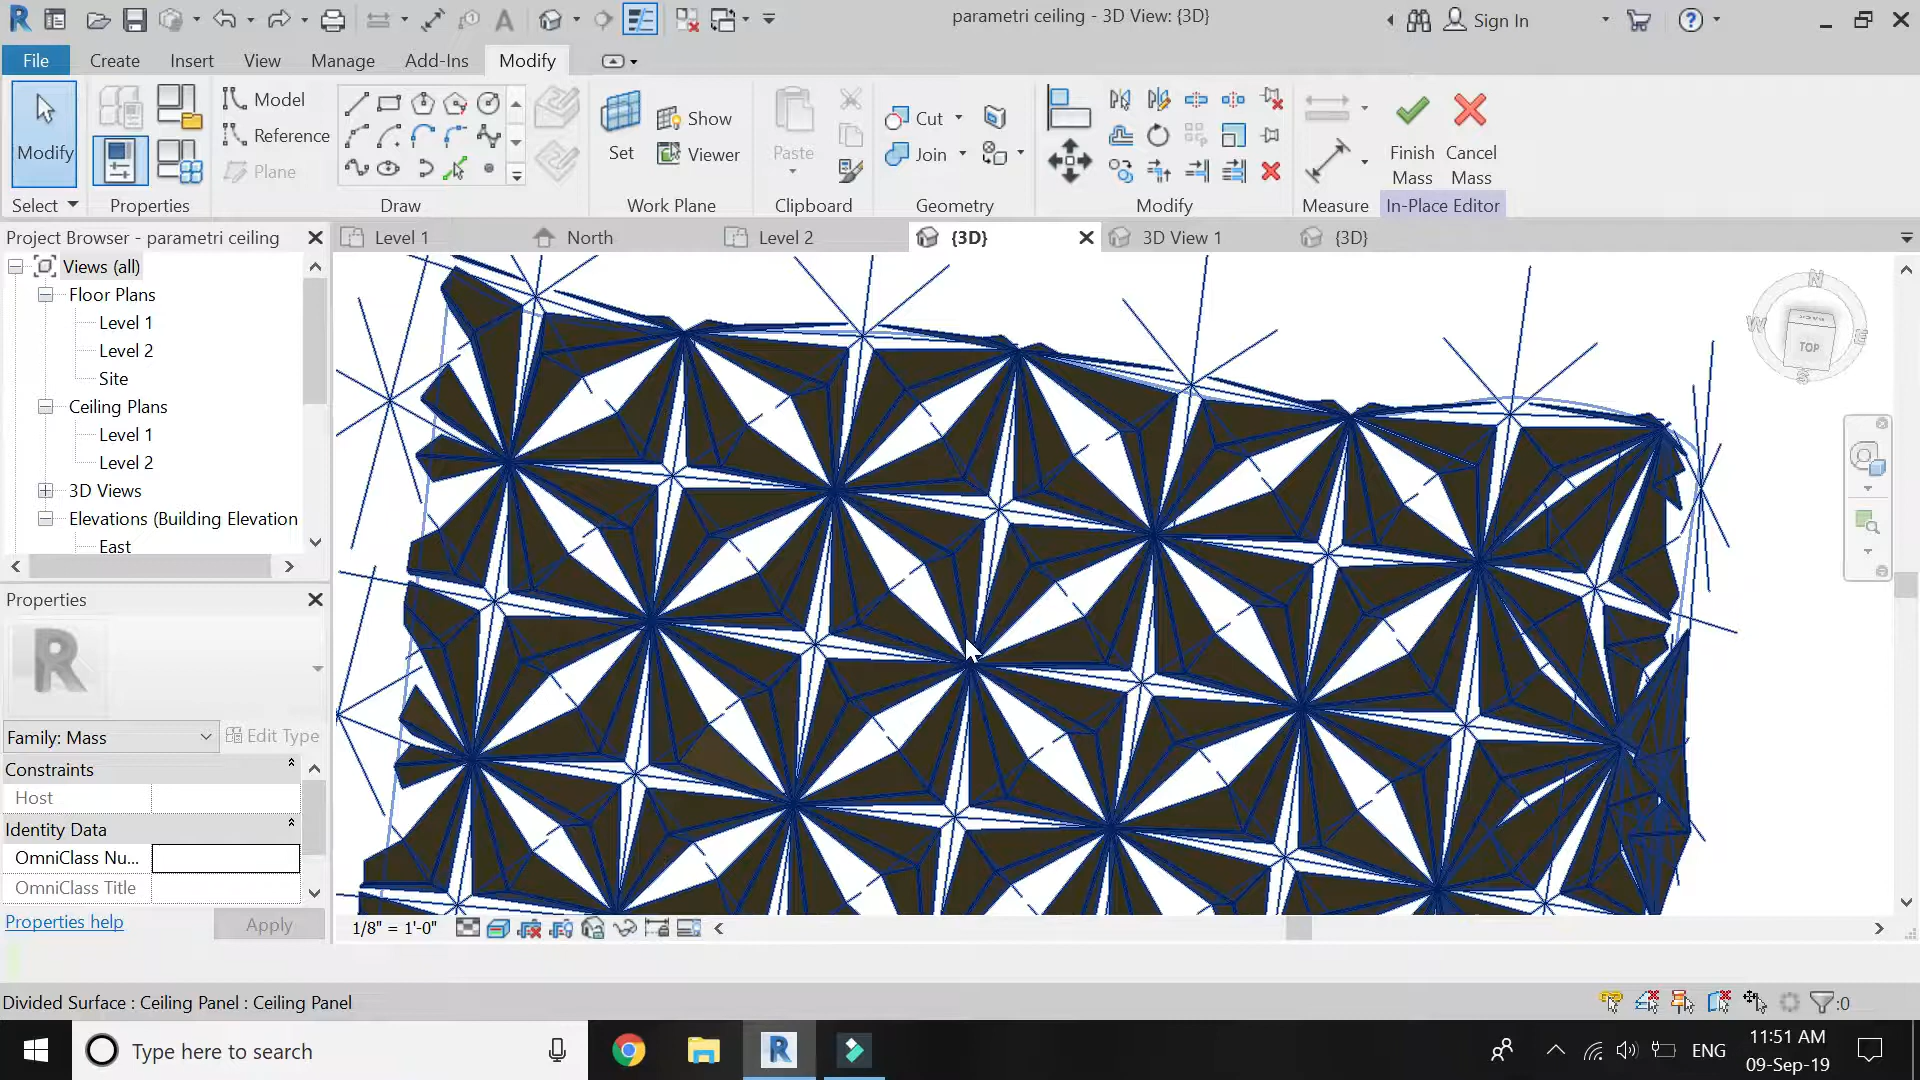 parametri ceiling - 3D View: {3D}
Sign In
File
Create
Insert
View
Manage
Add-Ins
Modify
Modify
Model
Reference
Plane
Set
Show
Viewer
Paste
Cut
Join
Finish
Mass
Cancel
Mass
Select
Properties
Draw
Work Plane
Clipboard
Geometry
Modify
Measure
In-Place Editor
Project Browser - parametri ceiling
Level 1
North
Level 2
{3D}
3D View 1
{3D}
Views (all)
Floor Plans
Level 1
Level 2
Site
Ceiling Plans
Level 1
Level 2
3D Views
Elevations (Building Elevation
East
N
W
E
S
BACK
TOP
Properties
R
Family: Mass
Edit Type
Constraints
Host
Identity Data
OmniClass Nu...
OmniClass Title
Properties help
Apply
1/8" = 1'-0"
Divided Surface : Ceiling Panel : Ceiling Panel
:0
Type here to search
ENG
11:51 AM
09-Sep-19